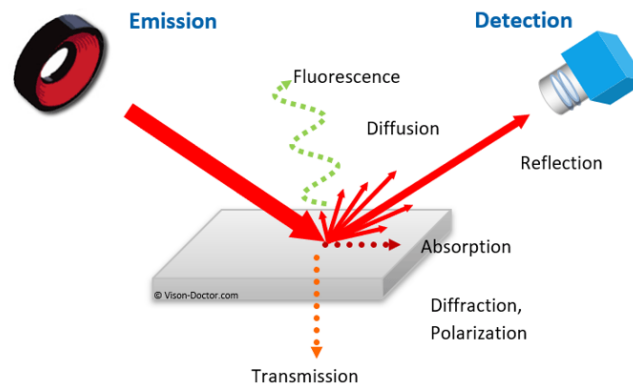 Emission
Detection
Fluorescence
Diffusion
Reflection
Absorption
© Vison-Doctor.com
Diffraction,
Polarization
Transmission